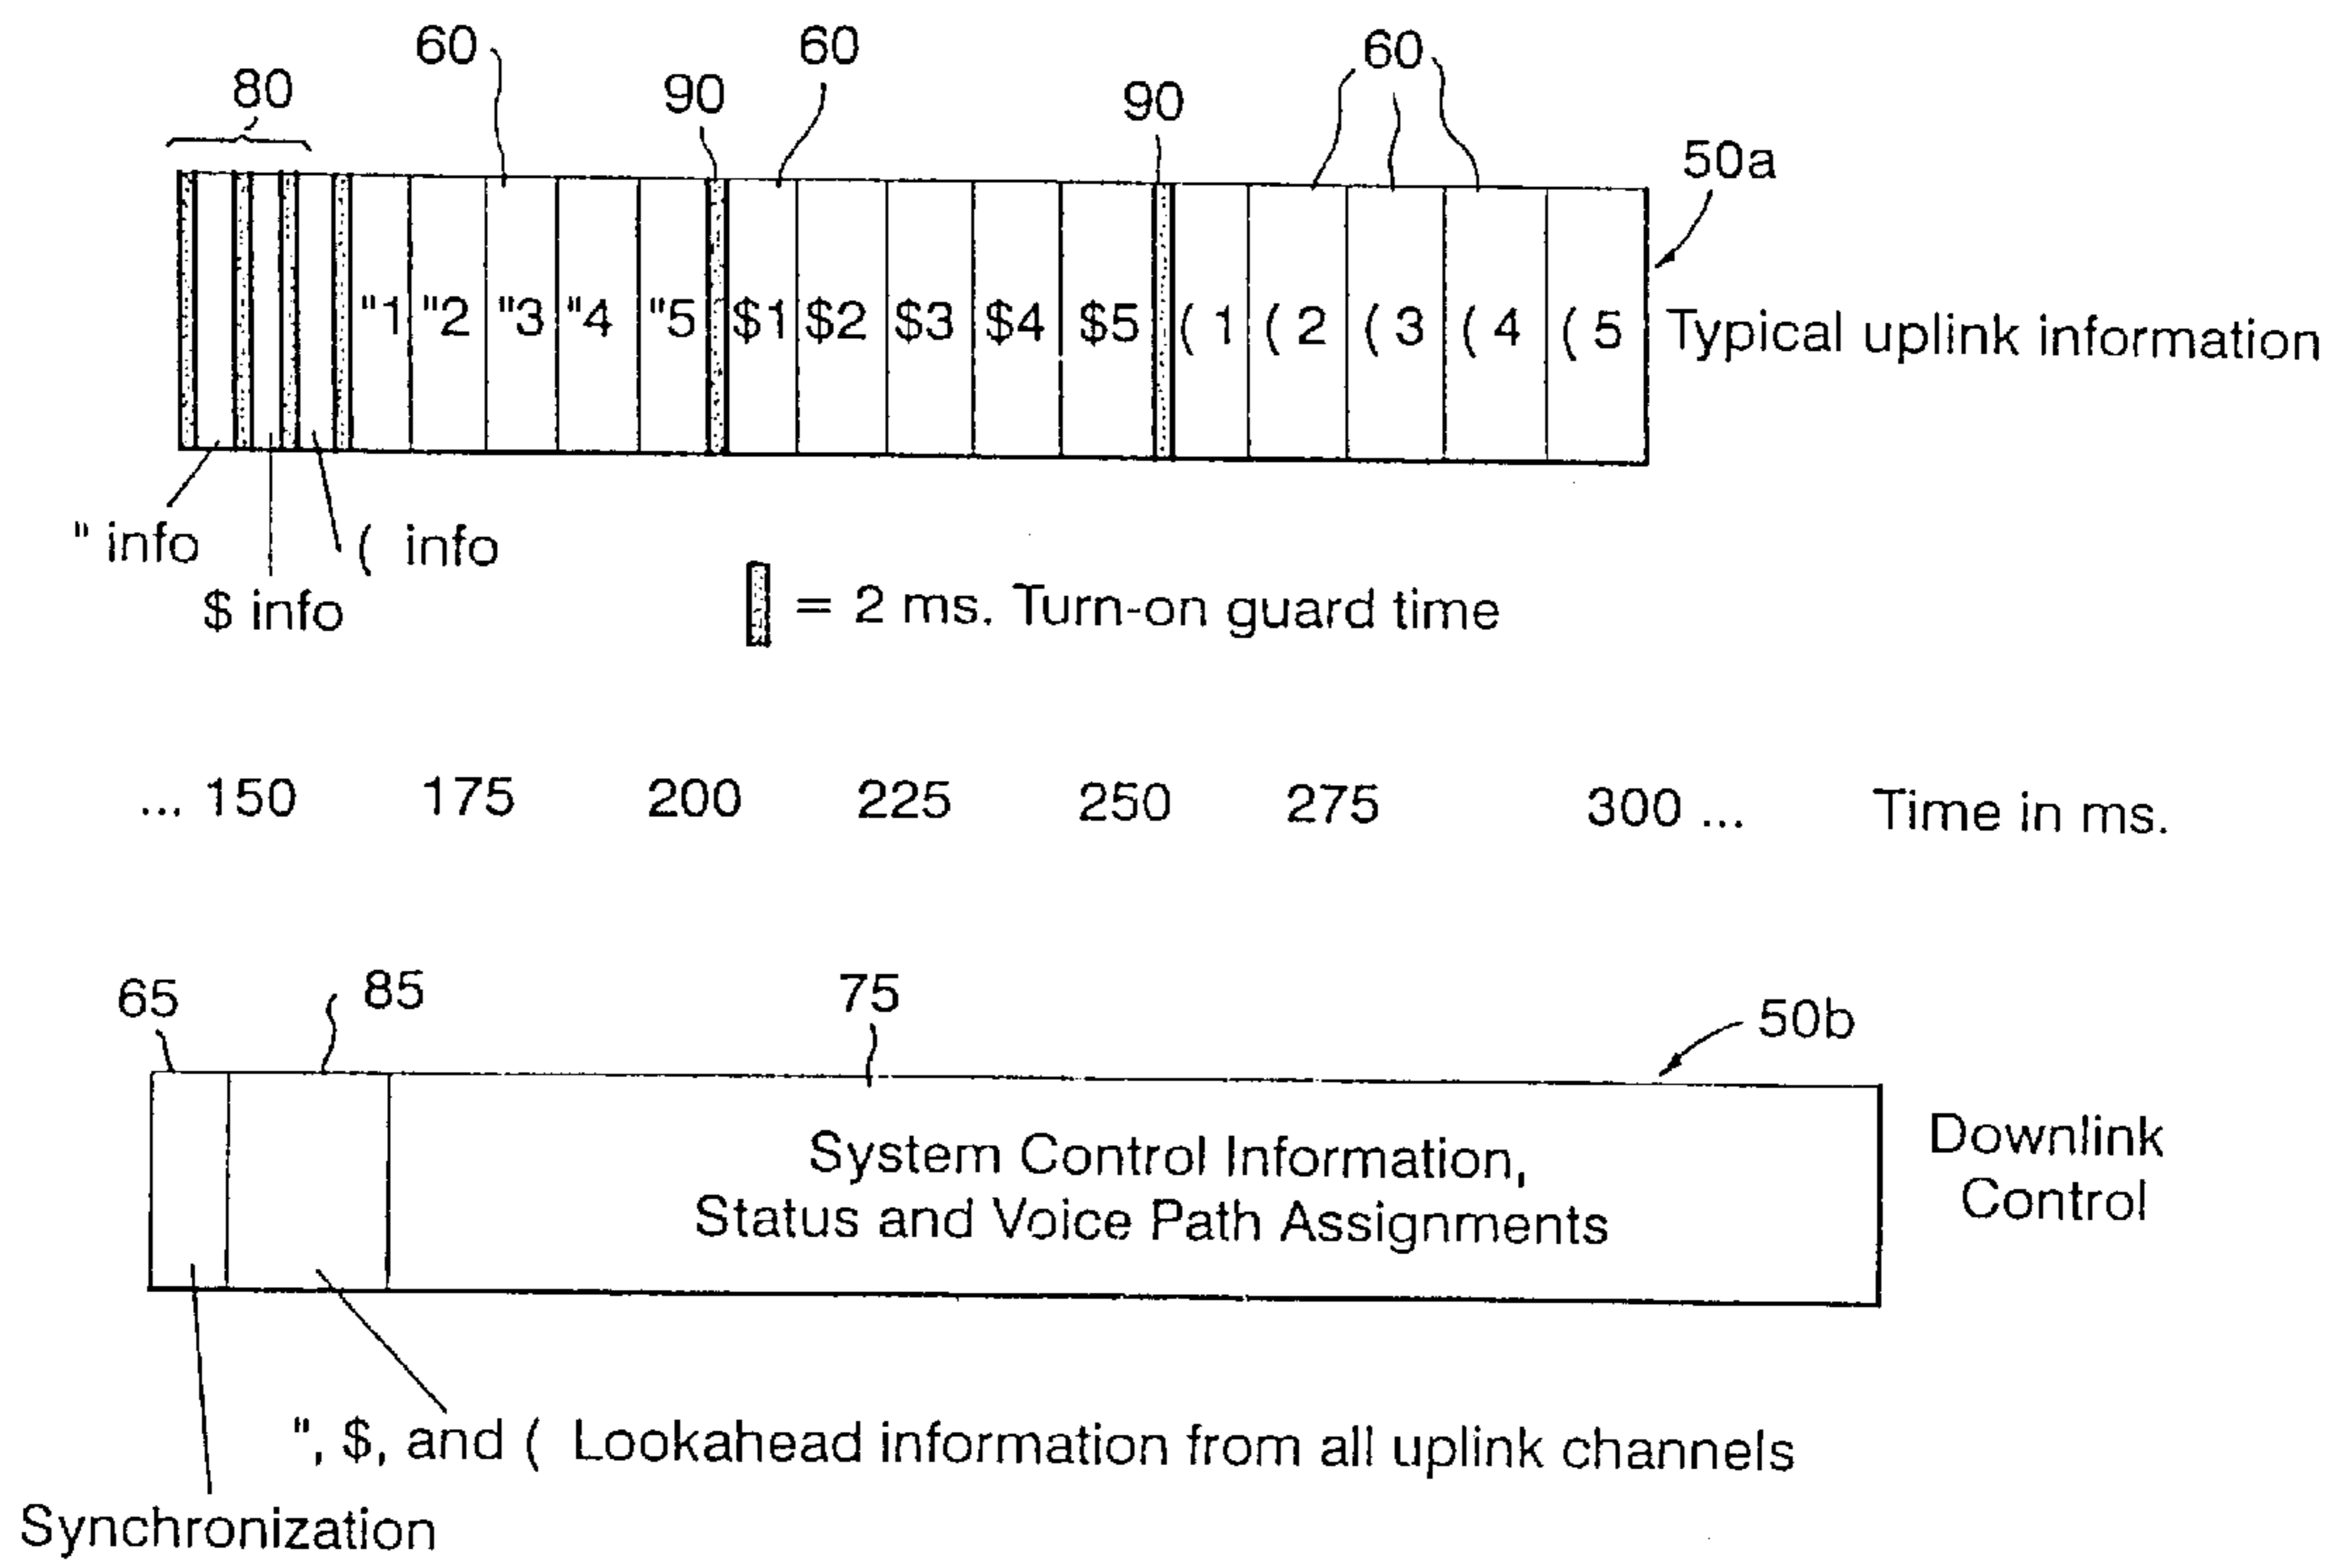 60 60 60
80 90 90
50a
"1 "2 "3 "4 "5 $1 $2 $3 $4 $5 ( 1 ( 2 ( 3 ( 4 ( 5 Typical uplink information
" info ( info
$ info
= 2 ms. Turn-on guard time
... 150 175 200 225 250 275 300 ... Time in ms.
65 85 75 50b
System Control Information,
Status and Voice Path Assignments
Downlink
Control
", $, and ( Lookahead information from all uplink channels
Synchronization